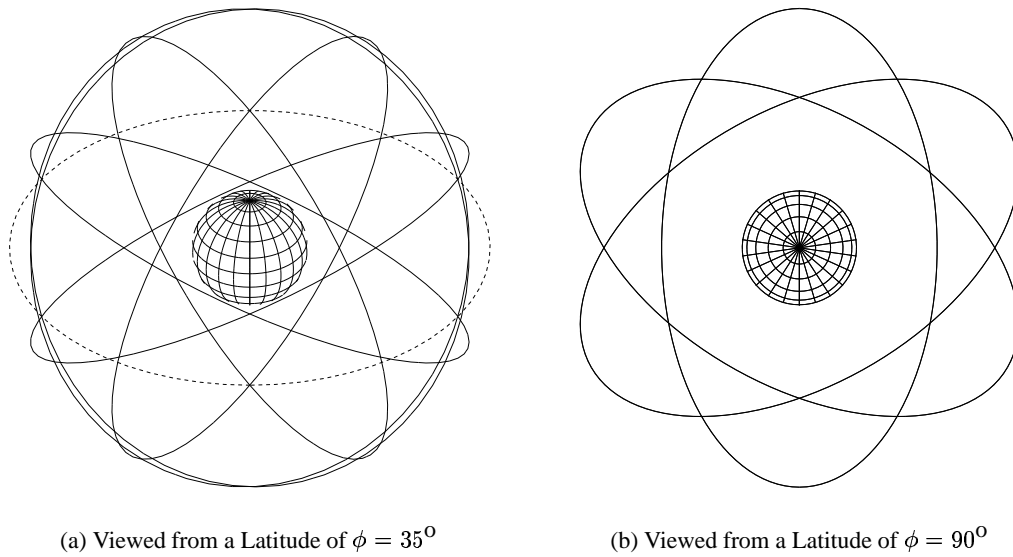 (a) Viewed from a Latitude of ϕ = 35°
(b) Viewed from a Latitude of ϕ = 90°